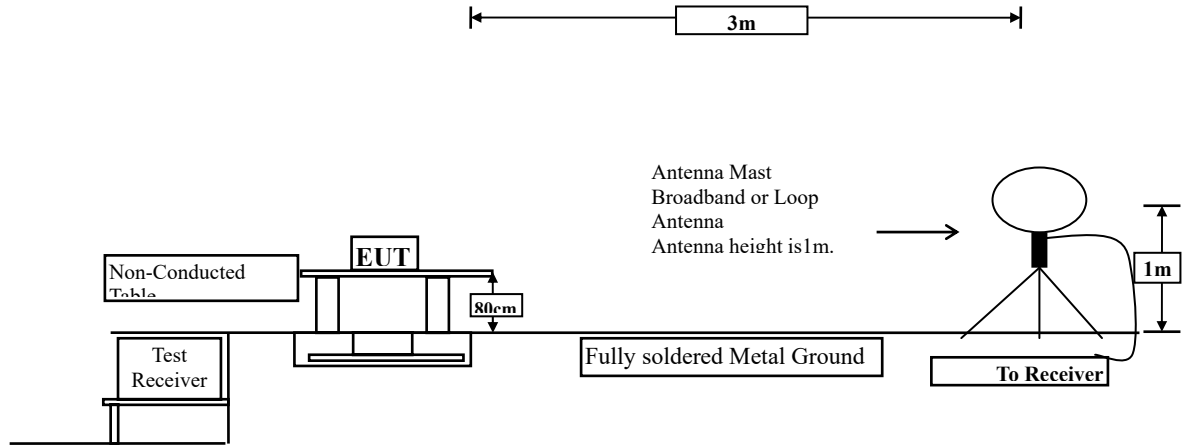 3m
Antenna Mast
Broadband or Loop
Antenna
Antenna height is1m.
EUT
Non-Conducted
Table
80cm
1m
Test
Receiver
Fully soldered Metal Ground
To Receiver